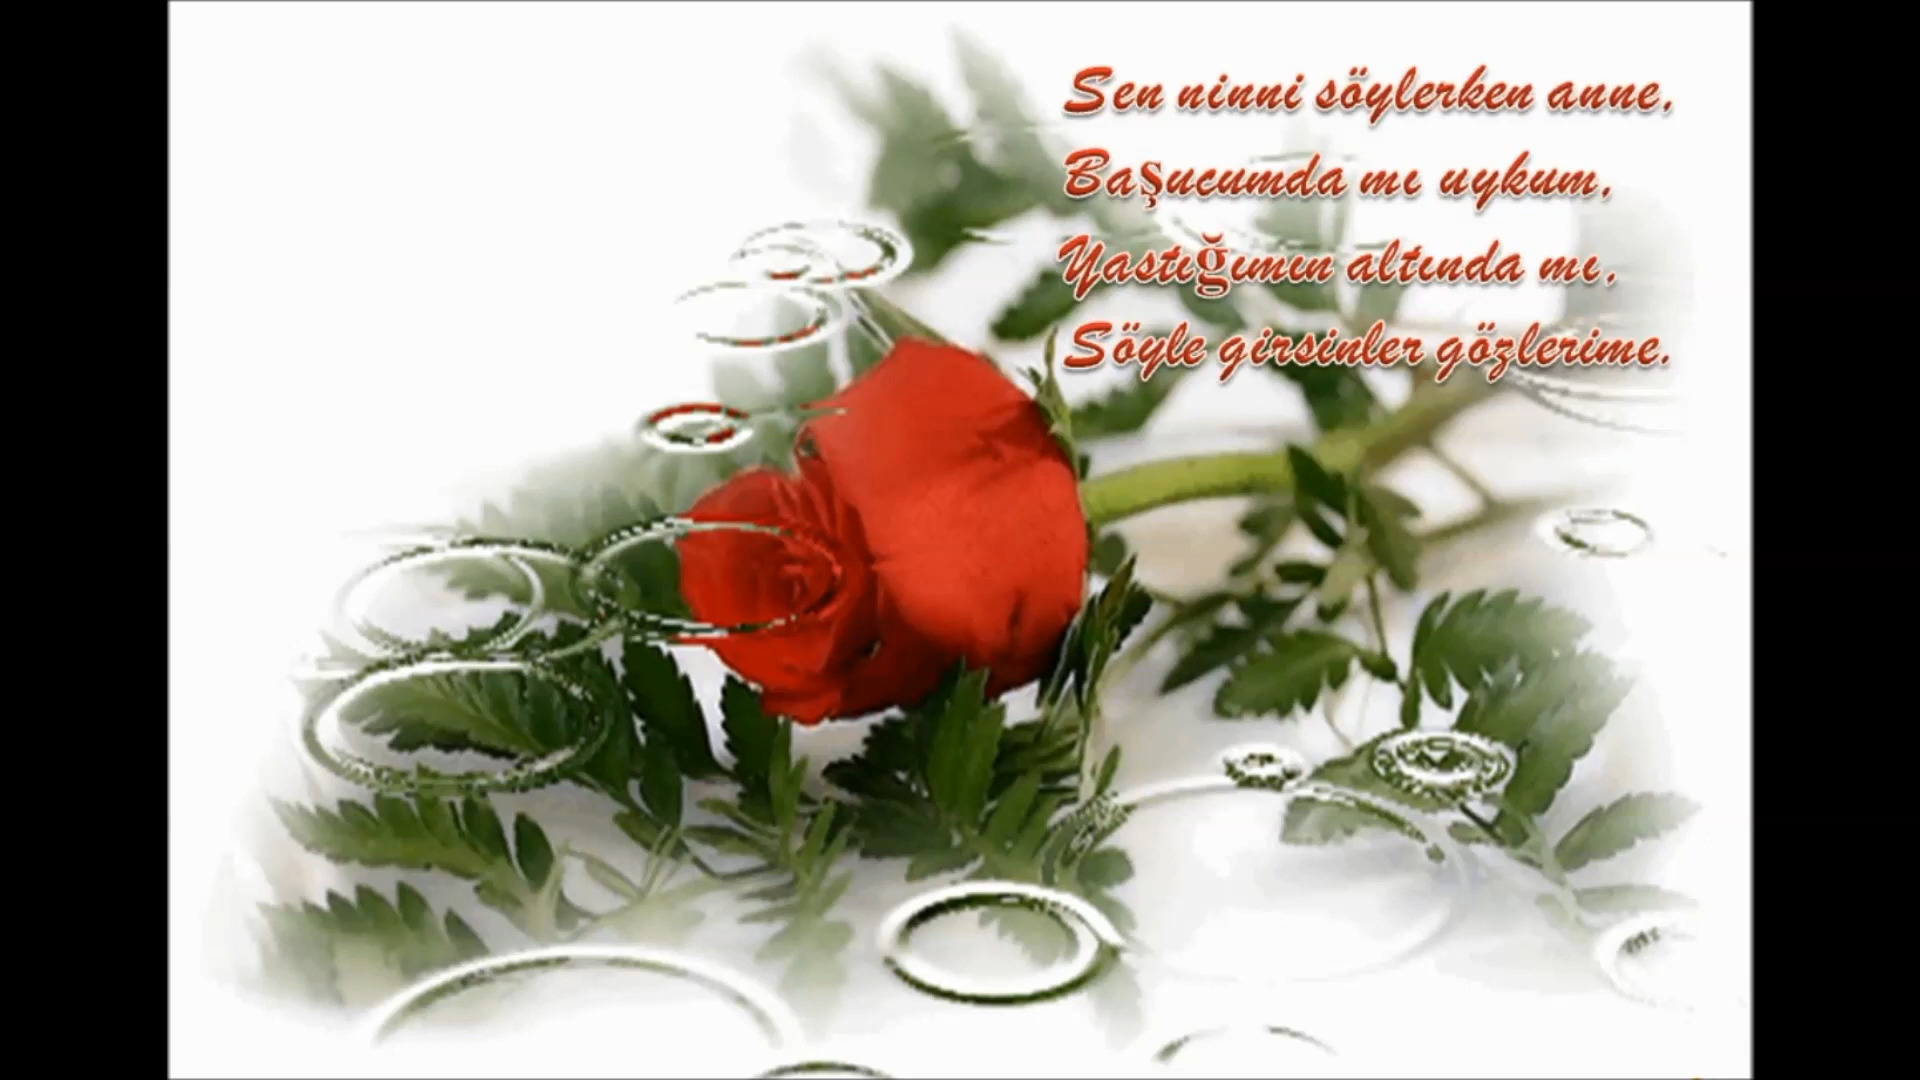 Sen ninni söylerken anne,
Başucumda mı uykum,
Yastığımın altında mı,
Söyle girsinler gözlerime.